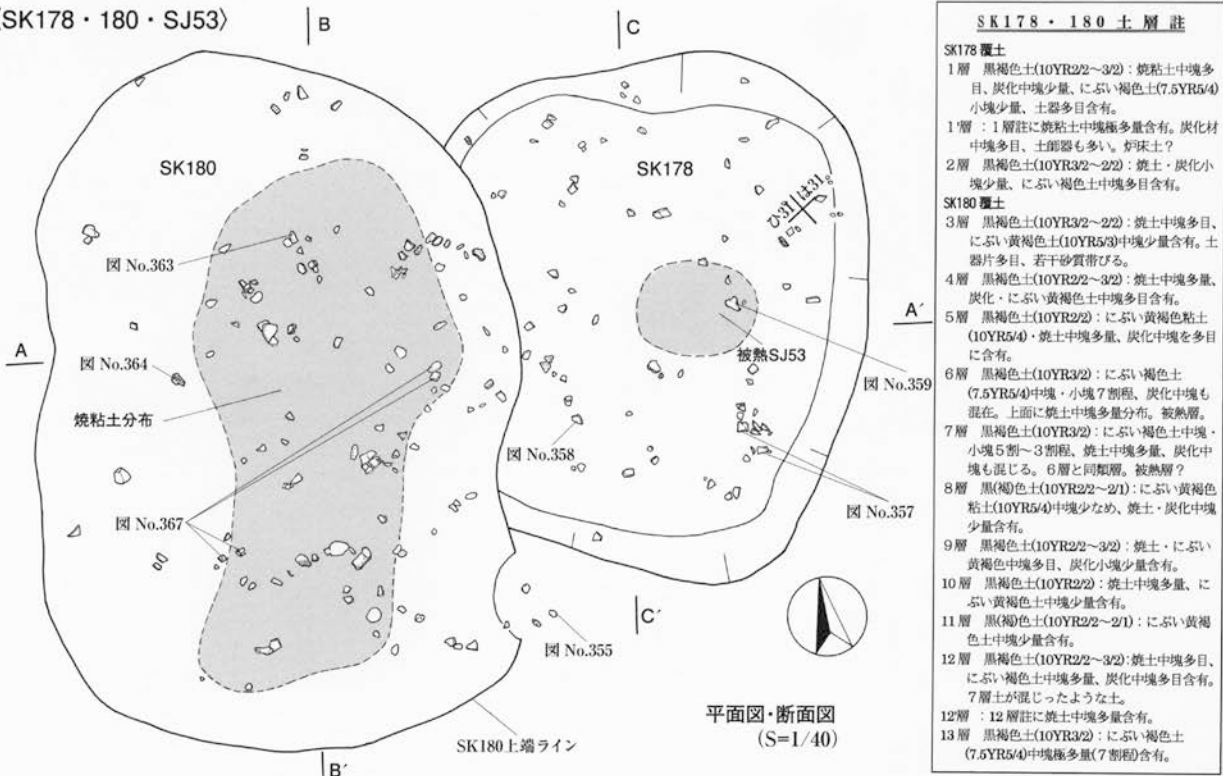 〈SK178・180・SJ53〉
B
C
SK180
SK178
ひ31 は31
図 No.363
A
A′
被熱SJ53
図 No.359
図 No.364
焼粘土分布
図 No.358
図 No.367
図 No.357
C′
図 No.355
平面図・断面図
(S=1/40)
SK180上端ライン
B′
SK178・180 土層註
SK178 覆土
1層 黒褐色土(10YR2/2～3/2)：焼粘土中塊多
目、炭化中塊少量、にぶい褐色土(7.5YR5/4)
小塊少量、土器多目含有。
1'層 ：1層註に焼粘土中塊極多量含有。炭化材
中塊多目、土師器も多い。炉床土？
2層 黒褐色土(10YR3/2～2/2)：焼土・炭化小
塊少量、にぶい褐色土中塊多目含有。
SK180 覆土
3層 黒褐色土(10YR3/2～2/2)：焼土中塊多目、
にぶい黄褐色土(10YR5/3)中塊少量含有。土
器片多目、若干砂質帯びる。
4層 黒褐色土(10YR2/2～3/2)：焼土中塊多量、
炭化・にぶい黄褐色土中塊多目含有。
5層 黒褐色土(10YR2/2)：にぶい黄褐色粘土
(10YR5/4)・焼土中塊多量、炭化中塊を多目
に含有。
6層 黒褐色土(10YR3/2)：にぶい褐色土
(7.5YR5/4)中塊・小塊７割程、炭化中塊も
混在。上面に焼土中塊多量分布。被熱層。
7層 黒褐色土(10YR3/2)：にぶい褐色土中塊・
小塊５割～３割程、焼土中塊多量、炭化中
塊も混じる。６層と同類層。被熱層？
8層 黒(褐)色土(10YR2/2～2/1)：にぶい黄褐色
粘土(10YR5/4)中塊少なめ、焼土・炭化中塊
少量含有。
9層 黒褐色土(10YR2/2～3/2)：焼土・にぶい
黄褐色中塊多目、炭化小塊少量含有。
10層 黒褐色土(10YR2/2)：焼土中塊多量、に
ぶい黄褐色土中塊少量含有。
11層 黒(褐)色土(10YR2/2～2/1)：にぶい黄褐
色土中塊少量含有。
12層 黒褐色土(10YR2/2～3/2)：焼土中塊多目、
にぶい褐色土中塊多量、炭化中塊多目含有。
７層土が混じったような土。
12'層 ：12層註に焼土中塊多量含有。
13層 黒褐色土(10YR3/2)：にぶい褐色土
(7.5YR5/4)中塊極多量(７割程)含有。